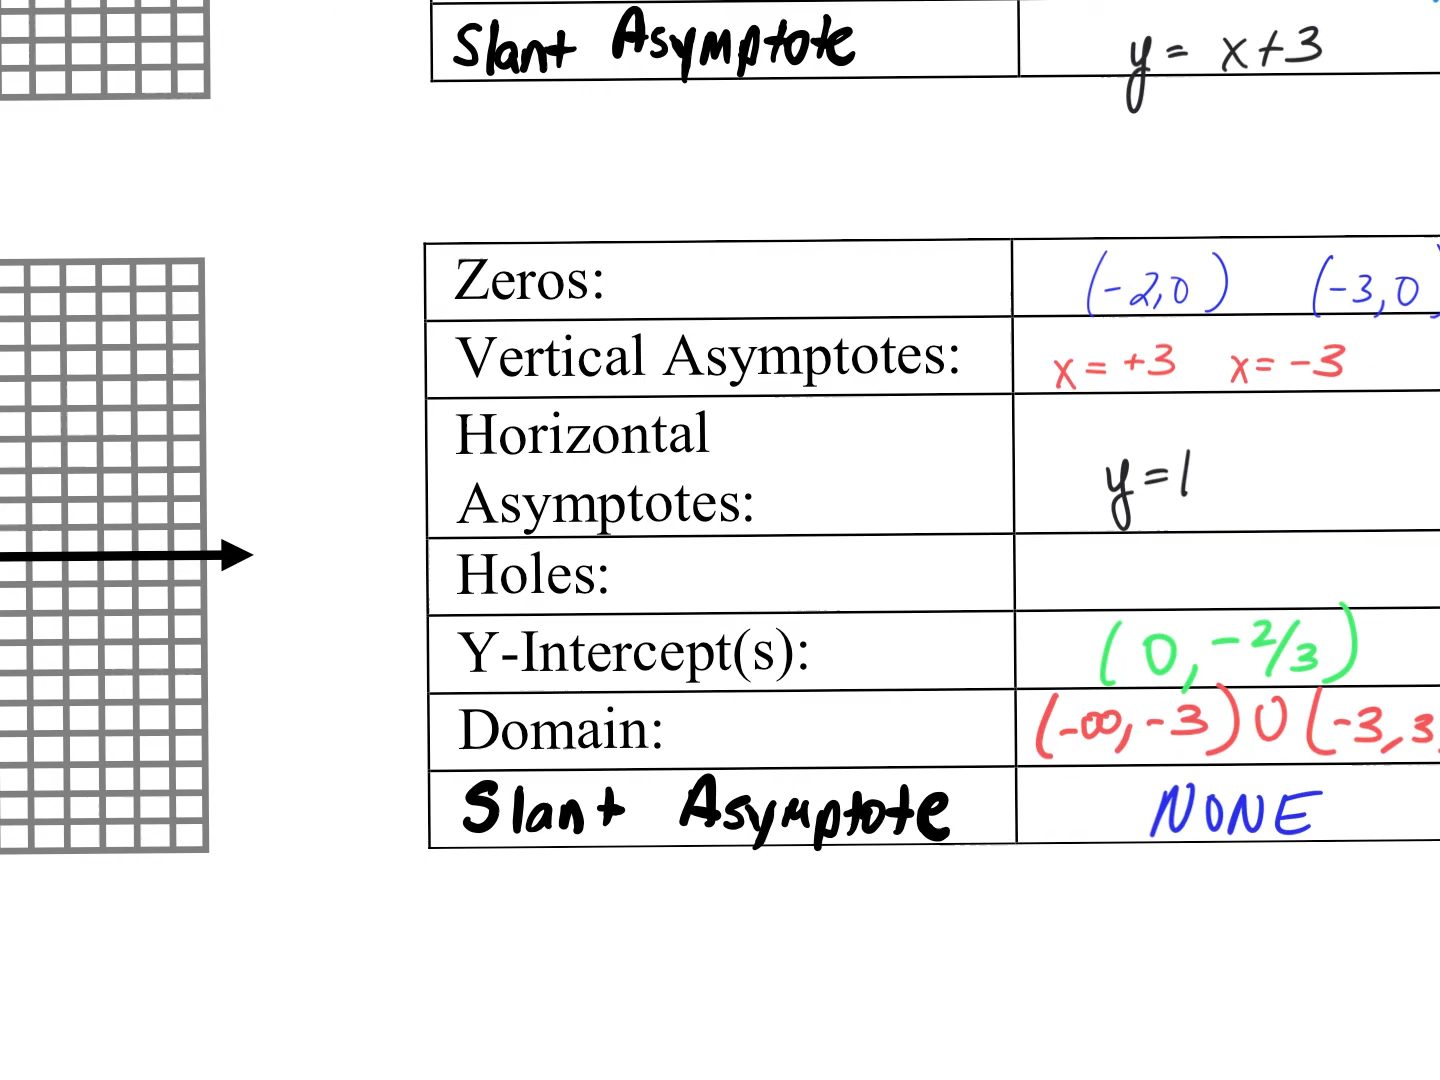 Slant Asymptote y = x+3
Zeros: (-2,0) (-3,0)
Vertical Asymptotes: x = +3 x = -3
Horizontal
Asymptotes: y = 1
Holes:
Y-Intercept(s): (0, -2/3)
Domain: (-∞, -3) ∪ (-3, 3
Slant Asymptote NONE